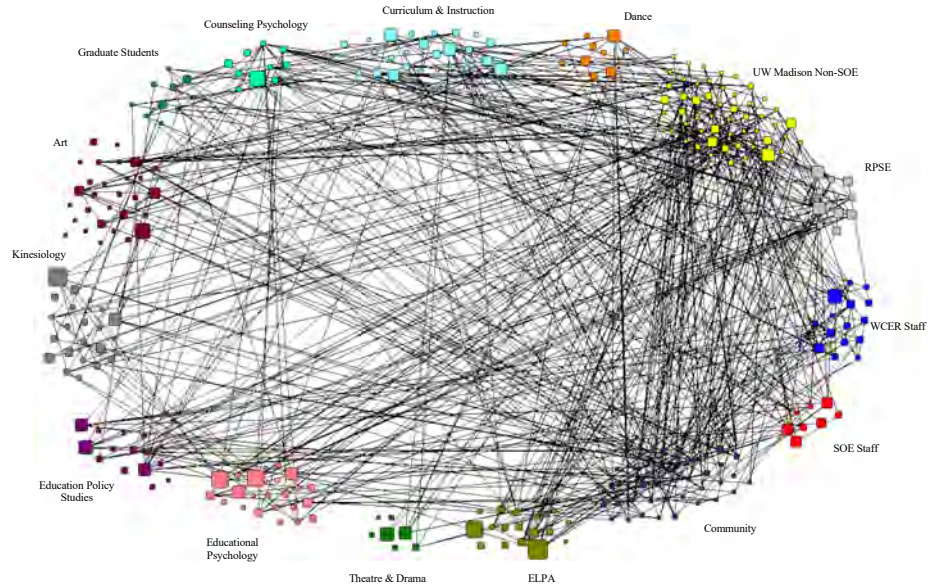 Curriculum & Instruction
Dance
Counseling Psychology
Graduate Students
UW Madison Non-SOE
Art
RPSE
Kinesiology
WCER Staff
SOE Staff
Education Policy
Studies
Community
Educational
Psychology
Theatre & Drama
ELPA